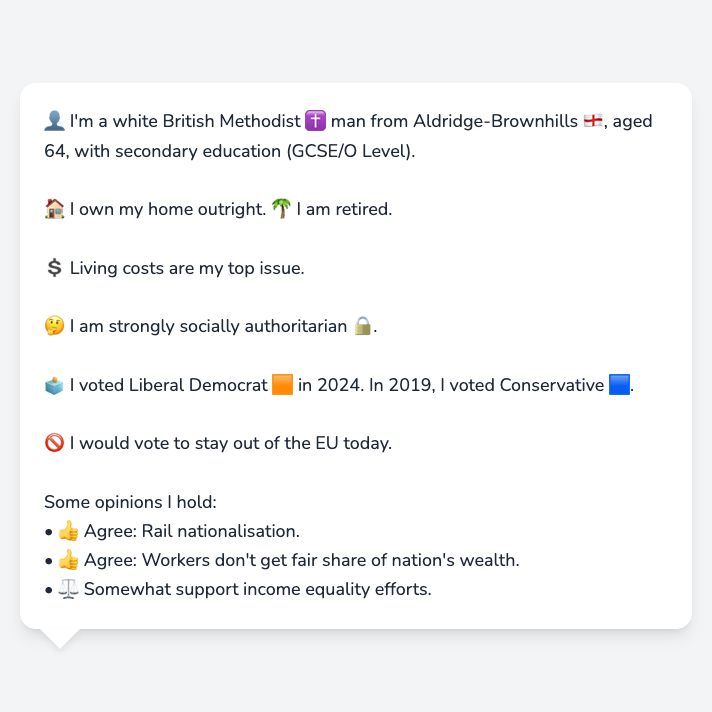 👤 I'm a white British Methodist ✝️ man from Aldridge-Brownhills 🏴󠁧󠁢󠁥󠁮󠁧󠁿, aged
64, with secondary education (GCSE/O Level).
🏠 I own my home outright. 🌴 I am retired.
💲 Living costs are my top issue.
🤔 I am strongly socially authoritarian 🔒.
🗳️ I voted Liberal Democrat 🟧 in 2024. In 2019, I voted Conservative 🟦.
🚫 I would vote to stay out of the EU today.
Some opinions I hold:
• 👍 Agree: Rail nationalisation.
• 👍 Agree: Workers don't get fair share of nation's wealth.
• ⚖️ Somewhat support income equality efforts.